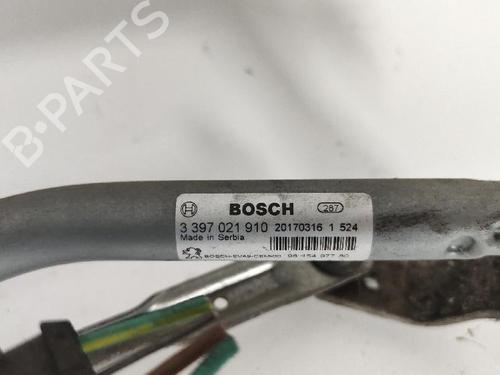 B-PARTS
BOSCH 287
3 397 021 910 20170316 1 524
Made in Serbia